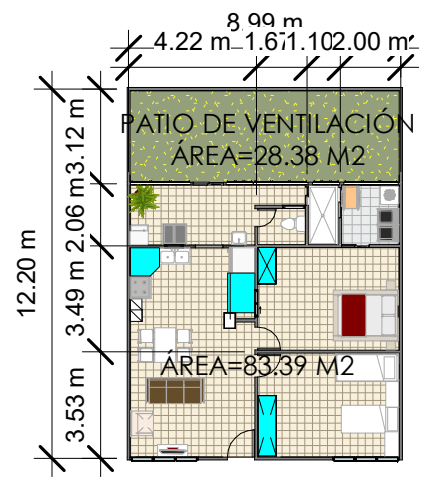 8.99 m
4.22 m 1.67 1.10 2.00 m
PATIO DE VENTILACIÓN
ÁREA=28.38 M2
3.12 m
2.06 m
12.20 m
3.49 m
ÁREA=83.39 M2
3.53 m